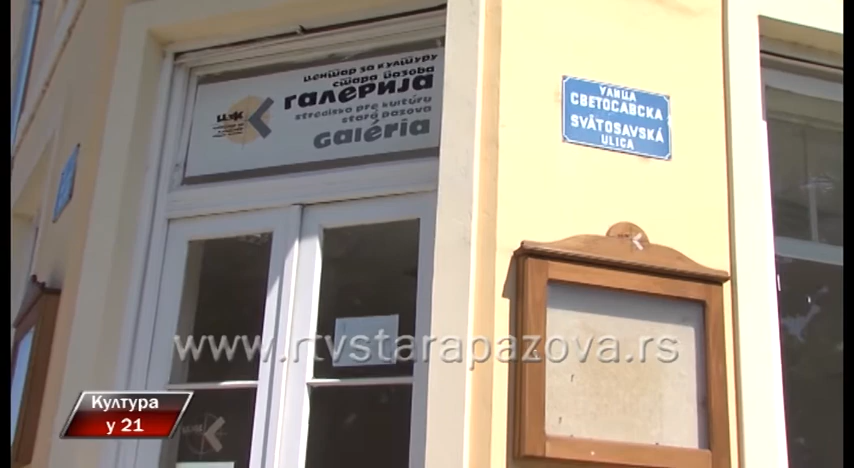 центар за културу
стара пазова
галерија
stredisko pre kultúru
stará pazova
galéria
цзк
УЛИЦА
СВЕТОСАВСКА
SVÄTOSAVSKÁ
ULICA
www.rtvstarapazova.rs
Култура
у 21